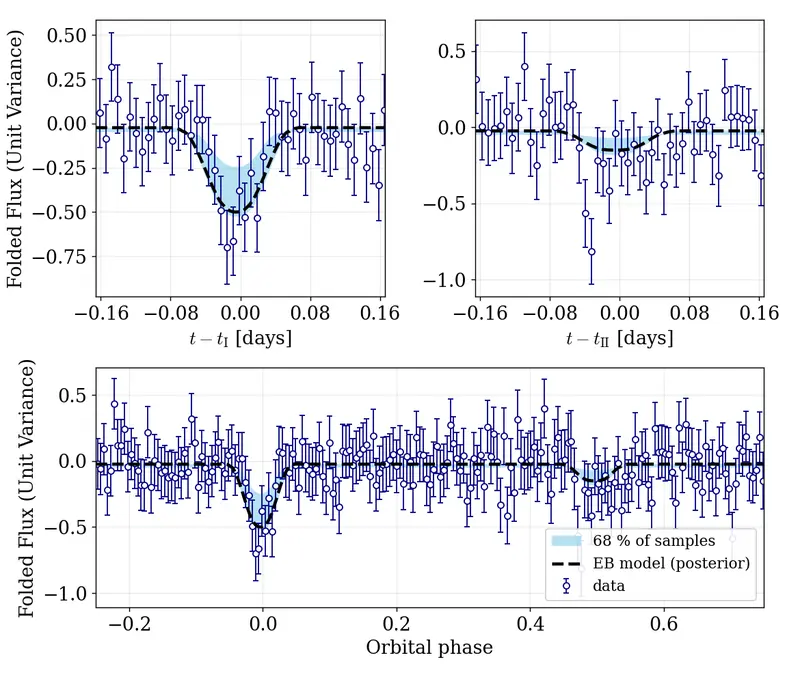 Folded Flux (Unit Variance)
0.50
0.25
0.00
−0.25
−0.50
−0.75
−0.16 −0.08 0.00 0.08 0.16
t − t_I [days]
0.5
0.0
−0.5
−1.0
−0.16 −0.08 0.00 0.08 0.16
t − t_II [days]
Folded Flux (Unit Variance)
0.5
0.0
−0.5
−1.0
−0.2 0.0 0.2 0.4 0.6
Orbital phase
68 % of samples
EB model (posterior)
data